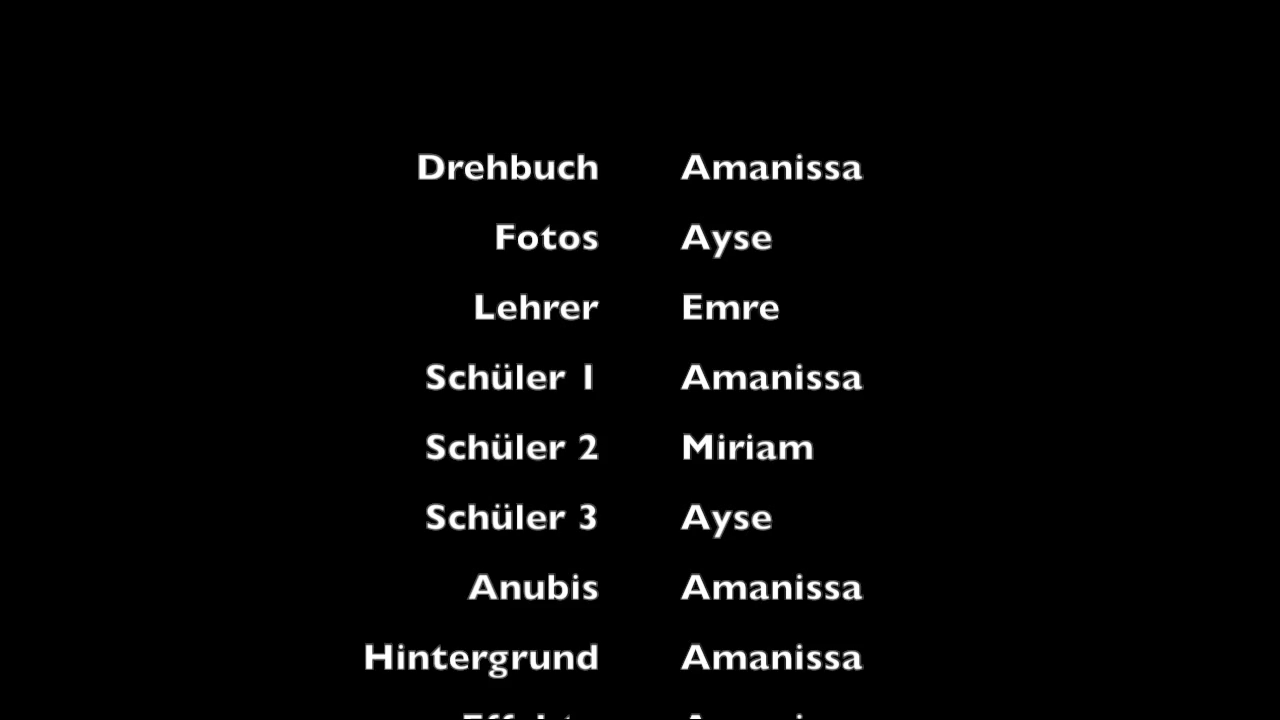 Drehbuch Amanissa
Fotos Ayse
Lehrer Emre
Schüler 1 Amanissa
Schüler 2 Miriam
Schüler 3 Ayse
Anubis Amanissa
Hintergrund Amanissa